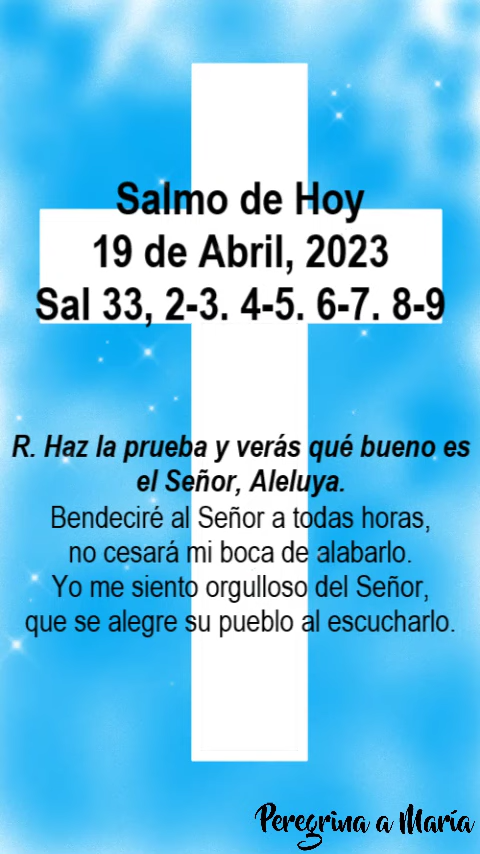 Salmo de Hoy
19 de Abril, 2023
Sal 33, 2-3. 4-5. 6-7. 8-9
R. Haz la prueba y verás qué bueno es
el Señor, Aleluya.
Bendeciré al Señor a todas horas,
no cesará mi boca de alabarlo.
Yo me siento orgulloso del Señor,
que se alegre su pueblo al escucharlo.
Peregrina a María